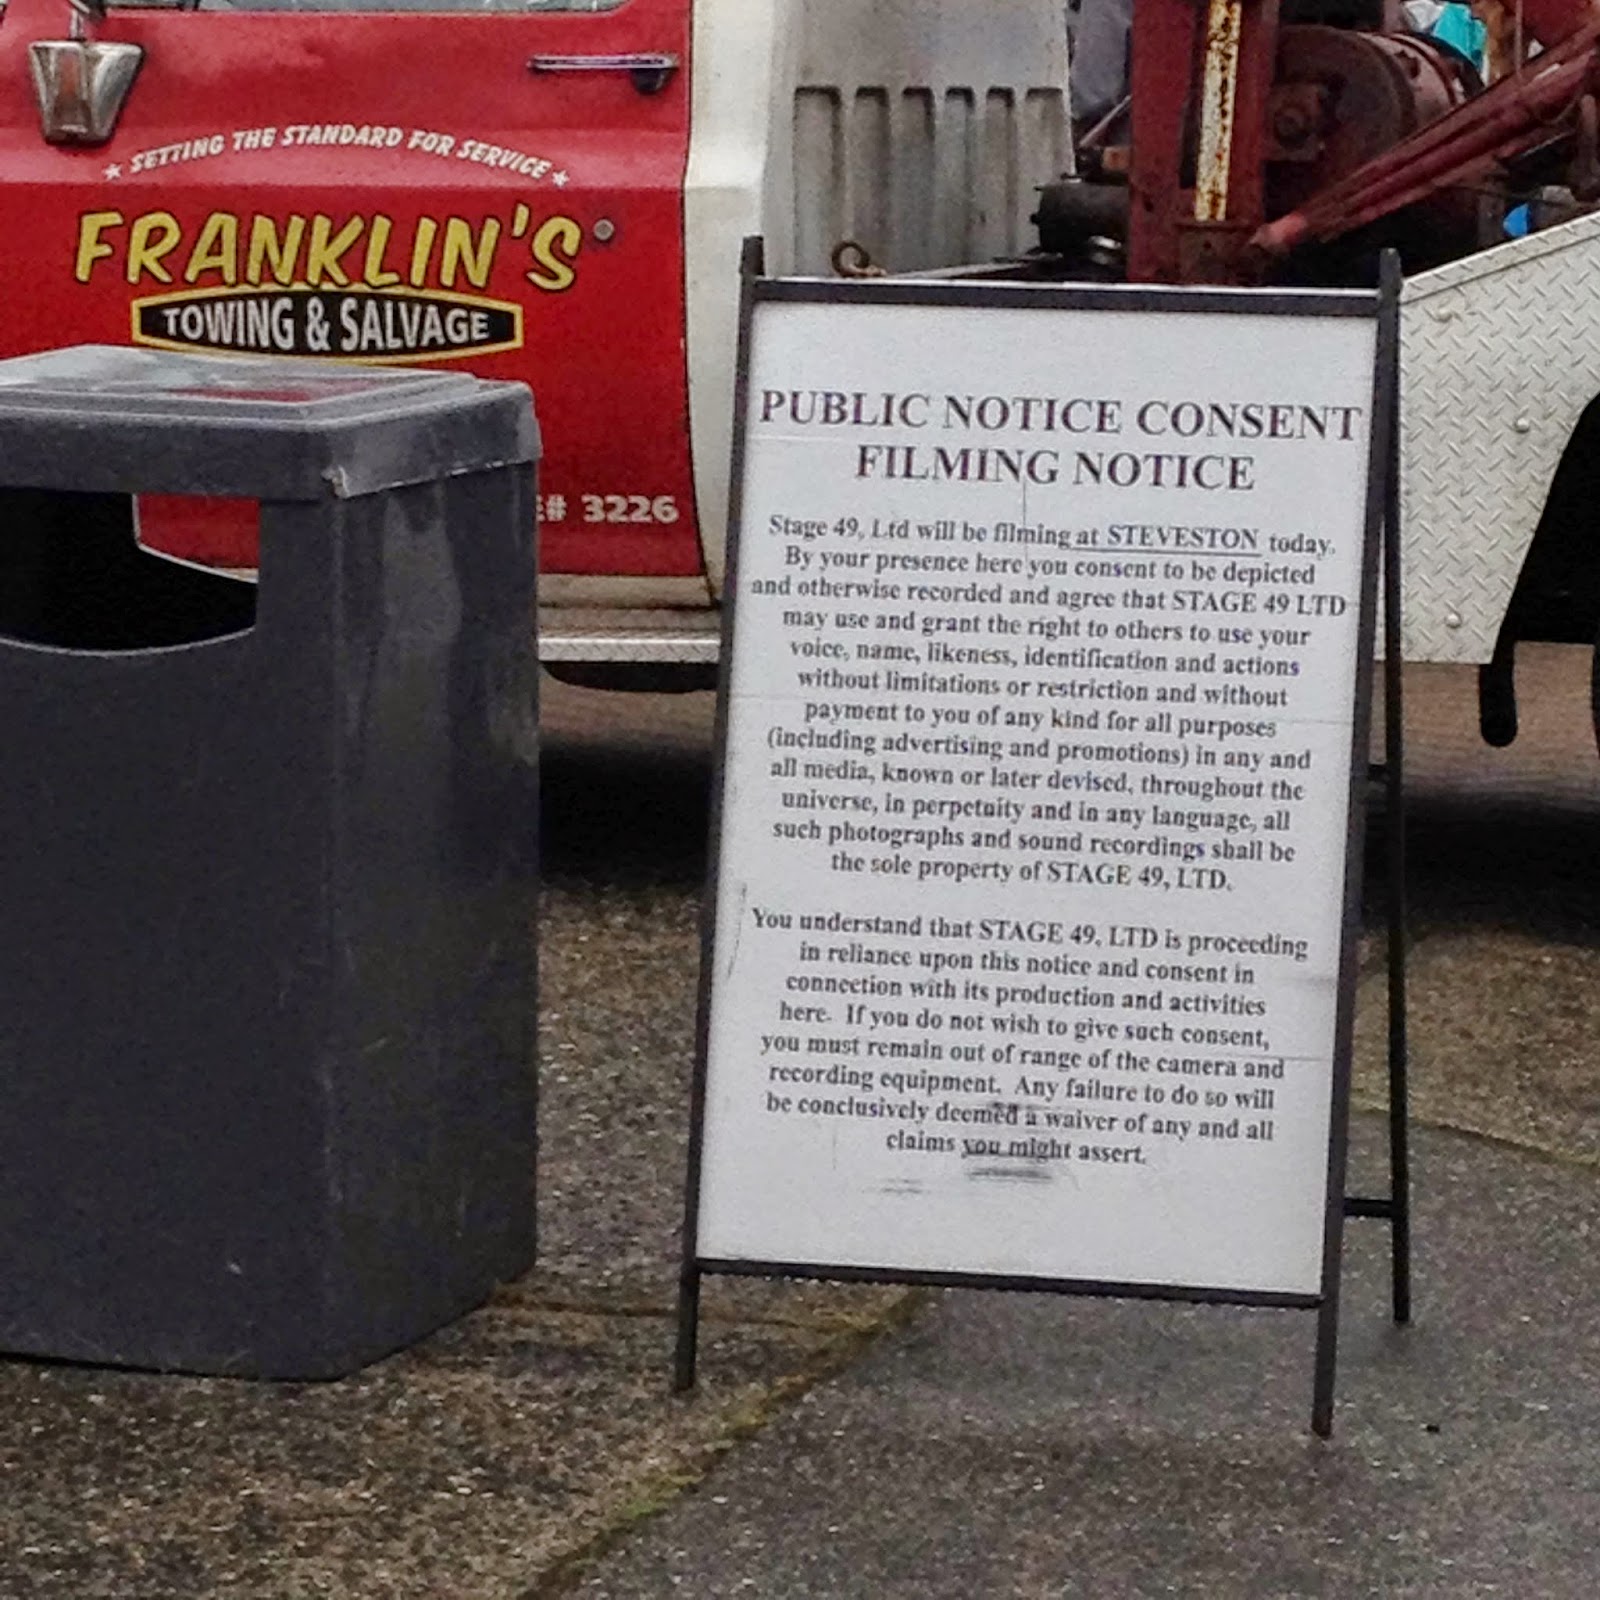 ★ SETTING THE STANDARD FOR SERVICE ★
FRANKLIN'S
TOWING & SALVAGE
# 3226
PUBLIC NOTICE CONSENT
FILMING NOTICE
Stage 49, Ltd will be filming at STEVESTON today.
By your presence here you consent to be depicted
and otherwise recorded and agree that STAGE 49 LTD
may use and grant the right to others to use your
voice, name, likeness, identification and actions
without limitations or restriction and without
payment to you of any kind for all purposes
(including advertising and promotions) in any and
all media, known or later devised, throughout the
universe, in perpetuity and in any language, all
such photographs and sound recordings shall be
the sole property of STAGE 49, LTD.
You understand that STAGE 49, LTD is proceeding
in reliance upon this notice and consent in
connection with its production and activities
here. If you do not wish to give such consent,
you must remain out of range of the camera and
recording equipment. Any failure to do so will
be conclusively deemed a waiver of any and all
claims you might assert.